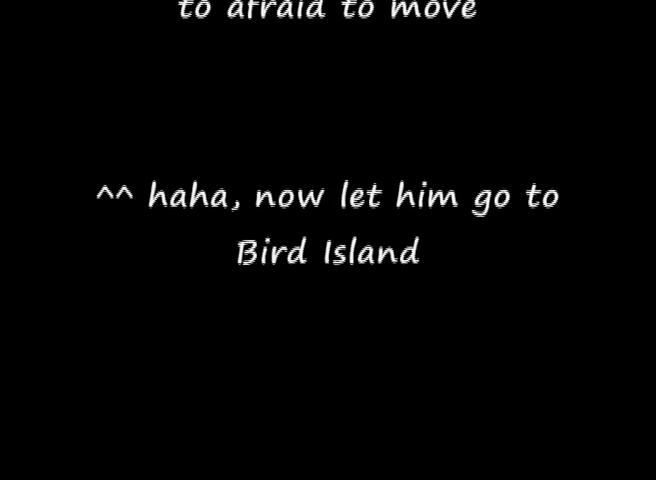 to afraid to move
^^ haha, now let him go to
Bird Island